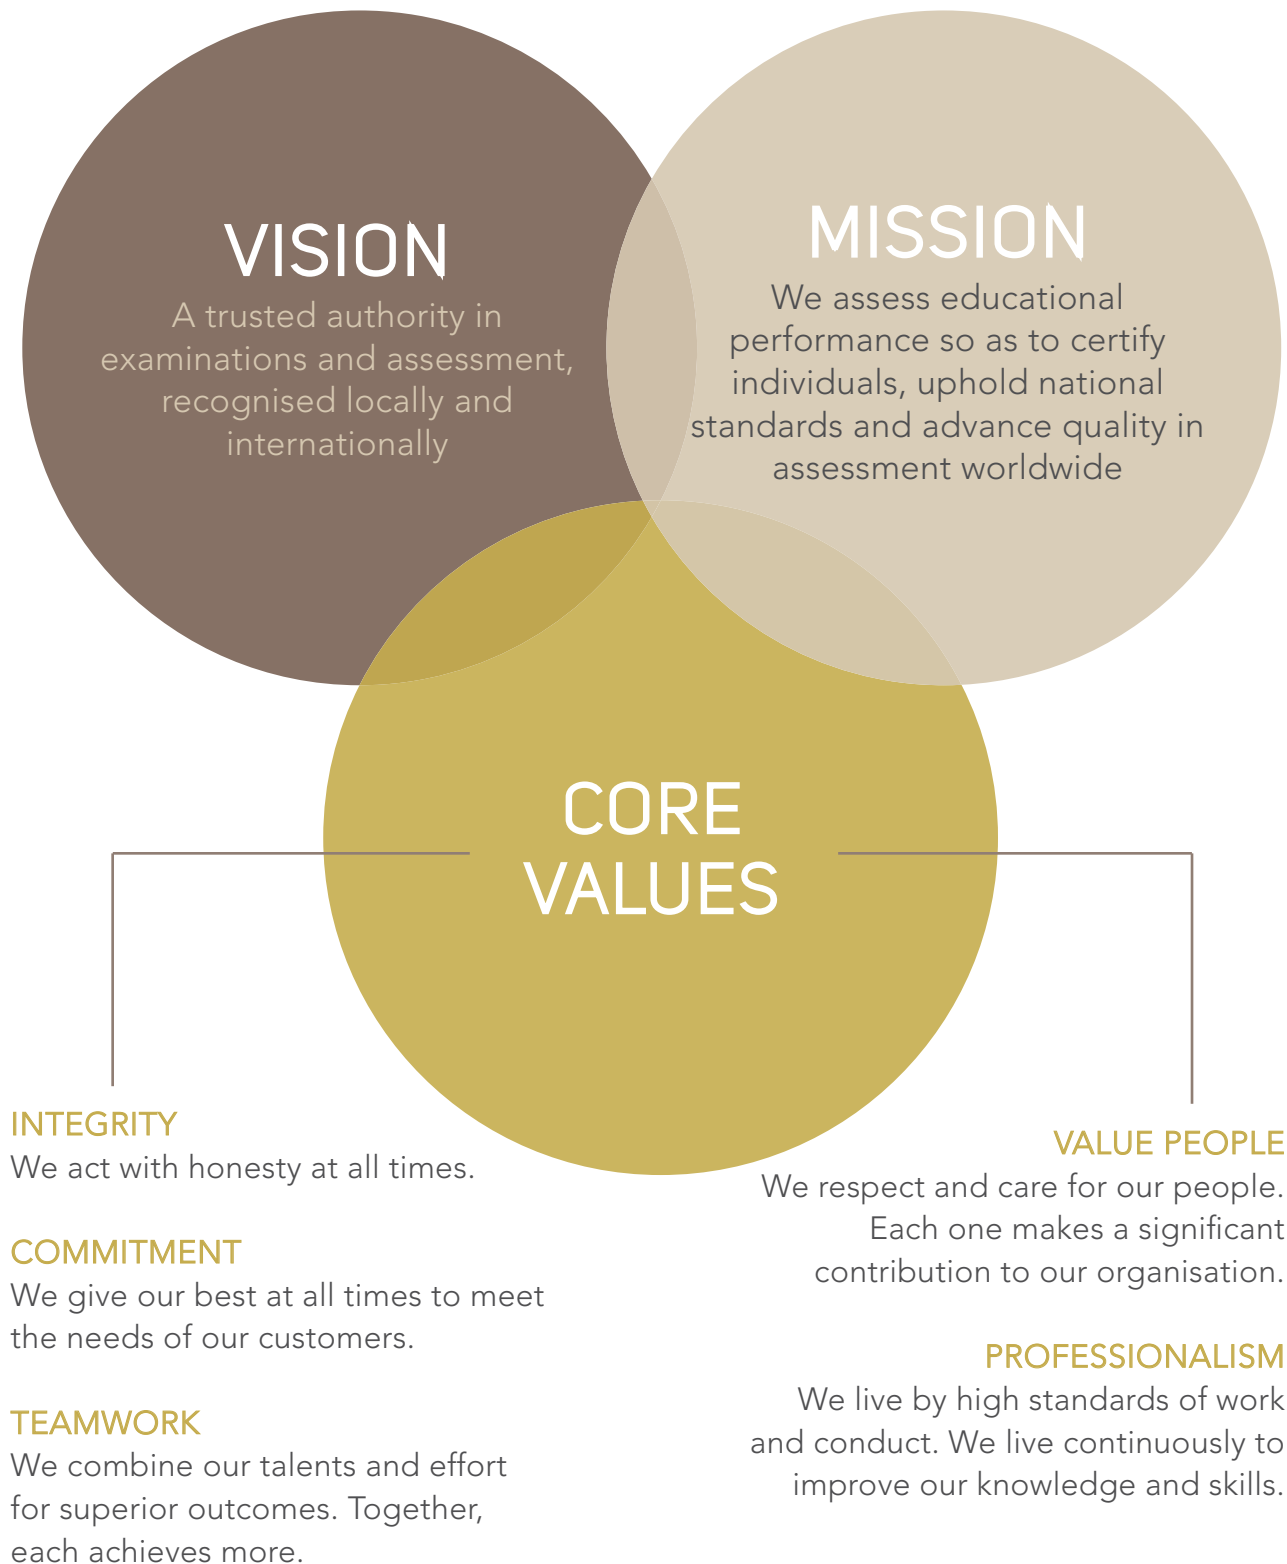 VISION
A trusted authority in
examinations and assessment,
recognised locally and
internationally
MISSION
We assess educational
performance so as to certify
individuals, uphold national
standards and advance quality in
assessment worldwide
CORE
VALUES
INTEGRITY
We act with honesty at all times.
COMMITMENT
We give our best at all times to meet
the needs of our customers.
TEAMWORK
We combine our talents and effort
for superior outcomes. Together,
each achieves more.
VALUE PEOPLE
We respect and care for our people.
Each one makes a significant
contribution to our organisation.
PROFESSIONALISM
We live by high standards of work
and conduct. We live continuously to
improve our knowledge and skills.